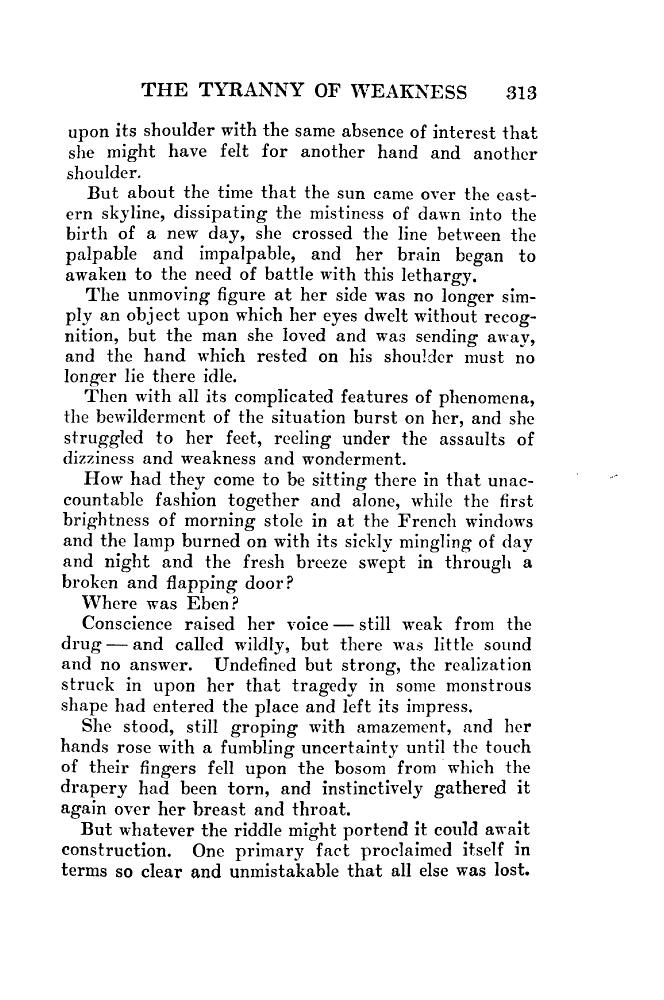 THE TYRANNY OF WEAKNESS 313
upon its shoulder with the same absence of interest that
she might have felt for another hand and another
shoulder.
But about the time that the sun came over the east-
ern skyline, dissipating the mistiness of dawn into the
birth of a new day, she crossed the line between the
palpable and impalpable, and her brain began to
awaken to the need of battle with this lethargy.
The unmoving figure at her side was no longer sim-
ply an object upon which her eyes dwelt without recog-
nition, but the man she loved and was sending away,
and the hand which rested on his shoulder must no
longer lie there idle.
Then with all its complicated features of phenomena,
the bewilderment of the situation burst on her, and she
struggled to her feet, reeling under the assaults of
dizziness and weakness and wonderment.
How had they come to be sitting there in that unac-
countable fashion together and alone, while the first
brightness of morning stole in at the French windows
and the lamp burned on with its sickly mingling of day
and night and the fresh breeze swept in through a
broken and flapping door?
Where was Eben?
Conscience raised her voice — still weak from the
drug — and called wildly, but there was little sound
and no answer. Undefined but strong, the realization
struck in upon her that tragedy in some monstrous
shape had entered the place and left its impress.
She stood, still groping with amazement, and her
hands rose with a fumbling uncertainty until the touch
of their fingers fell upon the bosom from which the
drapery had been torn, and instinctively gathered it
again over her breast and throat.
But whatever the riddle might portend it could await
construction. One primary fact proclaimed itself in
terms so clear and unmistakable that all else was lost.